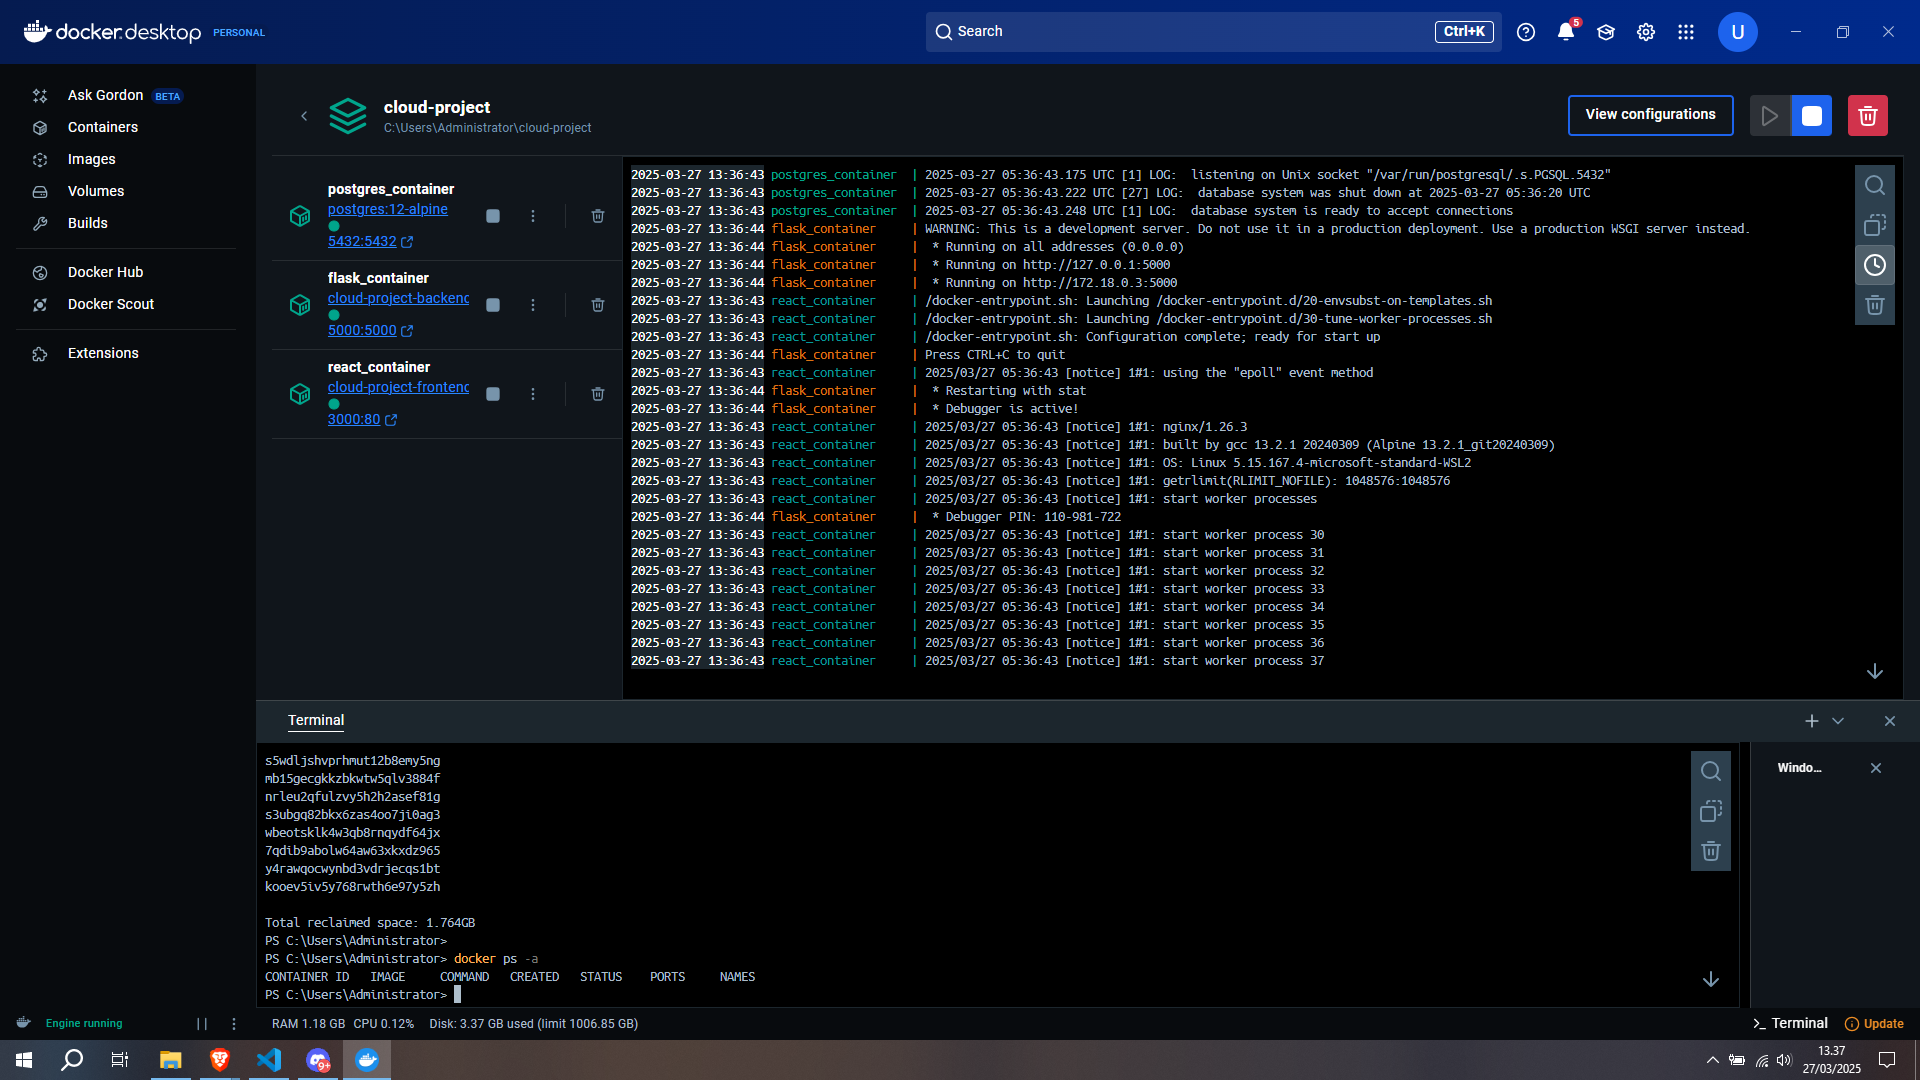 docker.desktop PERSONAL
Search
Ctrl+K
5
U
Ask Gordon BETA
Containers
Images
Volumes
Builds
Docker Hub
Docker Scout
Extensions
cloud-project
C:\Users\Administrator\cloud-project
View configurations
postgres_container
postgres:12-alpine
5432:5432
flask_container
cloud-project-backend
5000:5000
react_container
cloud-project-frontend
3000:80
2025-03-27 13:36:43 postgres_container | 2025-03-27 05:36:43.175 UTC [1] LOG:  listening on Unix socket "/var/run/postgresql/.s.PGSQL.5432"
2025-03-27 13:36:43 postgres_container | 2025-03-27 05:36:43.222 UTC [27] LOG:  database system was shut down at 2025-03-27 05:36:20 UTC
2025-03-27 13:36:43 postgres_container | 2025-03-27 05:36:43.248 UTC [1] LOG:  database system is ready to accept connections
2025-03-27 13:36:44 flask_container | WARNING: This is a development server. Do not use it in a production deployment. Use a production WSGI server instead.
2025-03-27 13:36:44 flask_container |  * Running on all addresses (0.0.0.0)
2025-03-27 13:36:44 flask_container |  * Running on http://127.0.0.1:5000
2025-03-27 13:36:44 flask_container |  * Running on http://172.18.0.3:5000
2025-03-27 13:36:43 react_container | /docker-entrypoint.sh: Launching /docker-entrypoint.d/20-envsubst-on-templates.sh
2025-03-27 13:36:43 react_container | /docker-entrypoint.sh: Launching /docker-entrypoint.d/30-tune-worker-processes.sh
2025-03-27 13:36:43 react_container | /docker-entrypoint.sh: Configuration complete; ready for start up
2025-03-27 13:36:44 flask_container | Press CTRL+C to quit
2025-03-27 13:36:43 react_container | 2025/03/27 05:36:43 [notice] 1#1: using the "epoll" event method
2025-03-27 13:36:44 flask_container |  * Restarting with stat
2025-03-27 13:36:44 flask_container |  * Debugger is active!
2025-03-27 13:36:43 react_container | 2025/03/27 05:36:43 [notice] 1#1: nginx/1.26.3
2025-03-27 13:36:43 react_container | 2025/03/27 05:36:43 [notice] 1#1: built by gcc 13.2.1 20240309 (Alpine 13.2.1_git20240309)
2025-03-27 13:36:43 react_container | 2025/03/27 05:36:43 [notice] 1#1: OS: Linux 5.15.167.4-microsoft-standard-WSL2
2025-03-27 13:36:43 react_container | 2025/03/27 05:36:43 [notice] 1#1: getrlimit(RLIMIT_NOFILE): 1048576:1048576
2025-03-27 13:36:43 react_container | 2025/03/27 05:36:43 [notice] 1#1: start worker processes
2025-03-27 13:36:44 flask_container |  * Debugger PIN: 110-981-722
2025-03-27 13:36:43 react_container | 2025/03/27 05:36:43 [notice] 1#1: start worker process 30
2025-03-27 13:36:43 react_container | 2025/03/27 05:36:43 [notice] 1#1: start worker process 31
2025-03-27 13:36:43 react_container | 2025/03/27 05:36:43 [notice] 1#1: start worker process 32
2025-03-27 13:36:43 react_container | 2025/03/27 05:36:43 [notice] 1#1: start worker process 33
2025-03-27 13:36:43 react_container | 2025/03/27 05:36:43 [notice] 1#1: start worker process 34
2025-03-27 13:36:43 react_container | 2025/03/27 05:36:43 [notice] 1#1: start worker process 35
2025-03-27 13:36:43 react_container | 2025/03/27 05:36:43 [notice] 1#1: start worker process 36
2025-03-27 13:36:43 react_container | 2025/03/27 05:36:43 [notice] 1#1: start worker process 37
Terminal
Windo...
s5wdljshvprhmut12b8emy5ng
mb15gecgkkzbkwtw5qlv3884f
nrleu2qfulzvy5h2h2asef81g
s3ubgq82bkx6zas4oo7ji0ag3
wbeotsklk4w3qb8rnqydf64jx
7qdib9abolw64aw63xkxdz965
y4rawqocwynbd3vdrjecqs1bt
kooev5iv5y768rwth6e97y5zh
Total reclaimed space: 1.764GB
PS C:\Users\Administrator>
PS C:\Users\Administrator> docker ps -a
CONTAINER ID   IMAGE     COMMAND   CREATED   STATUS    PORTS     NAMES
PS C:\Users\Administrator>
Engine running
RAM 1.18 GB CPU 0.12% Disk: 3.37 GB used (limit 1006.85 GB)
Terminal
Update
9+
13.37
27/03/2025